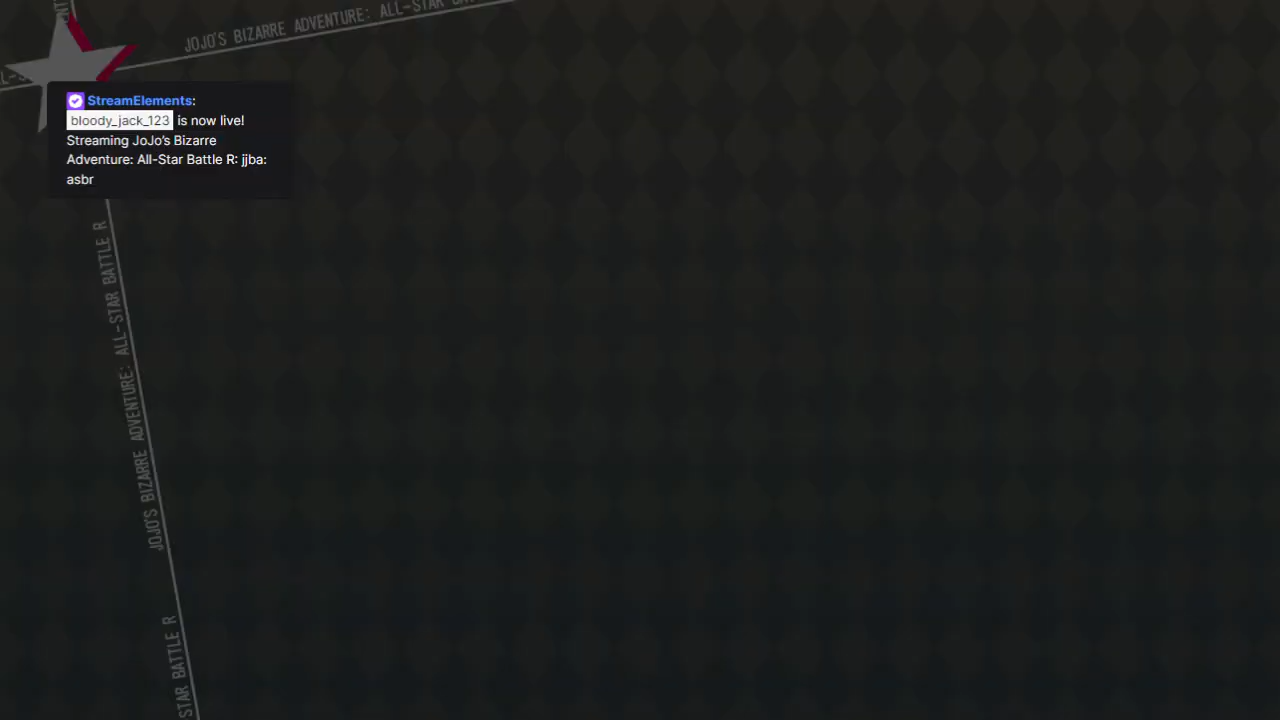 JOJO'S BIZARRE ADVENTURE: ALL-STAR
StreamElements:
bloody_jack_123 is now live!
Streaming JoJo's Bizarre
Adventure: All-Star Battle R: jjba:
asbr
JOJO'S BIZARRE ADVENTURE: ALL-STAR BATTLE R
STAR BATTLE R